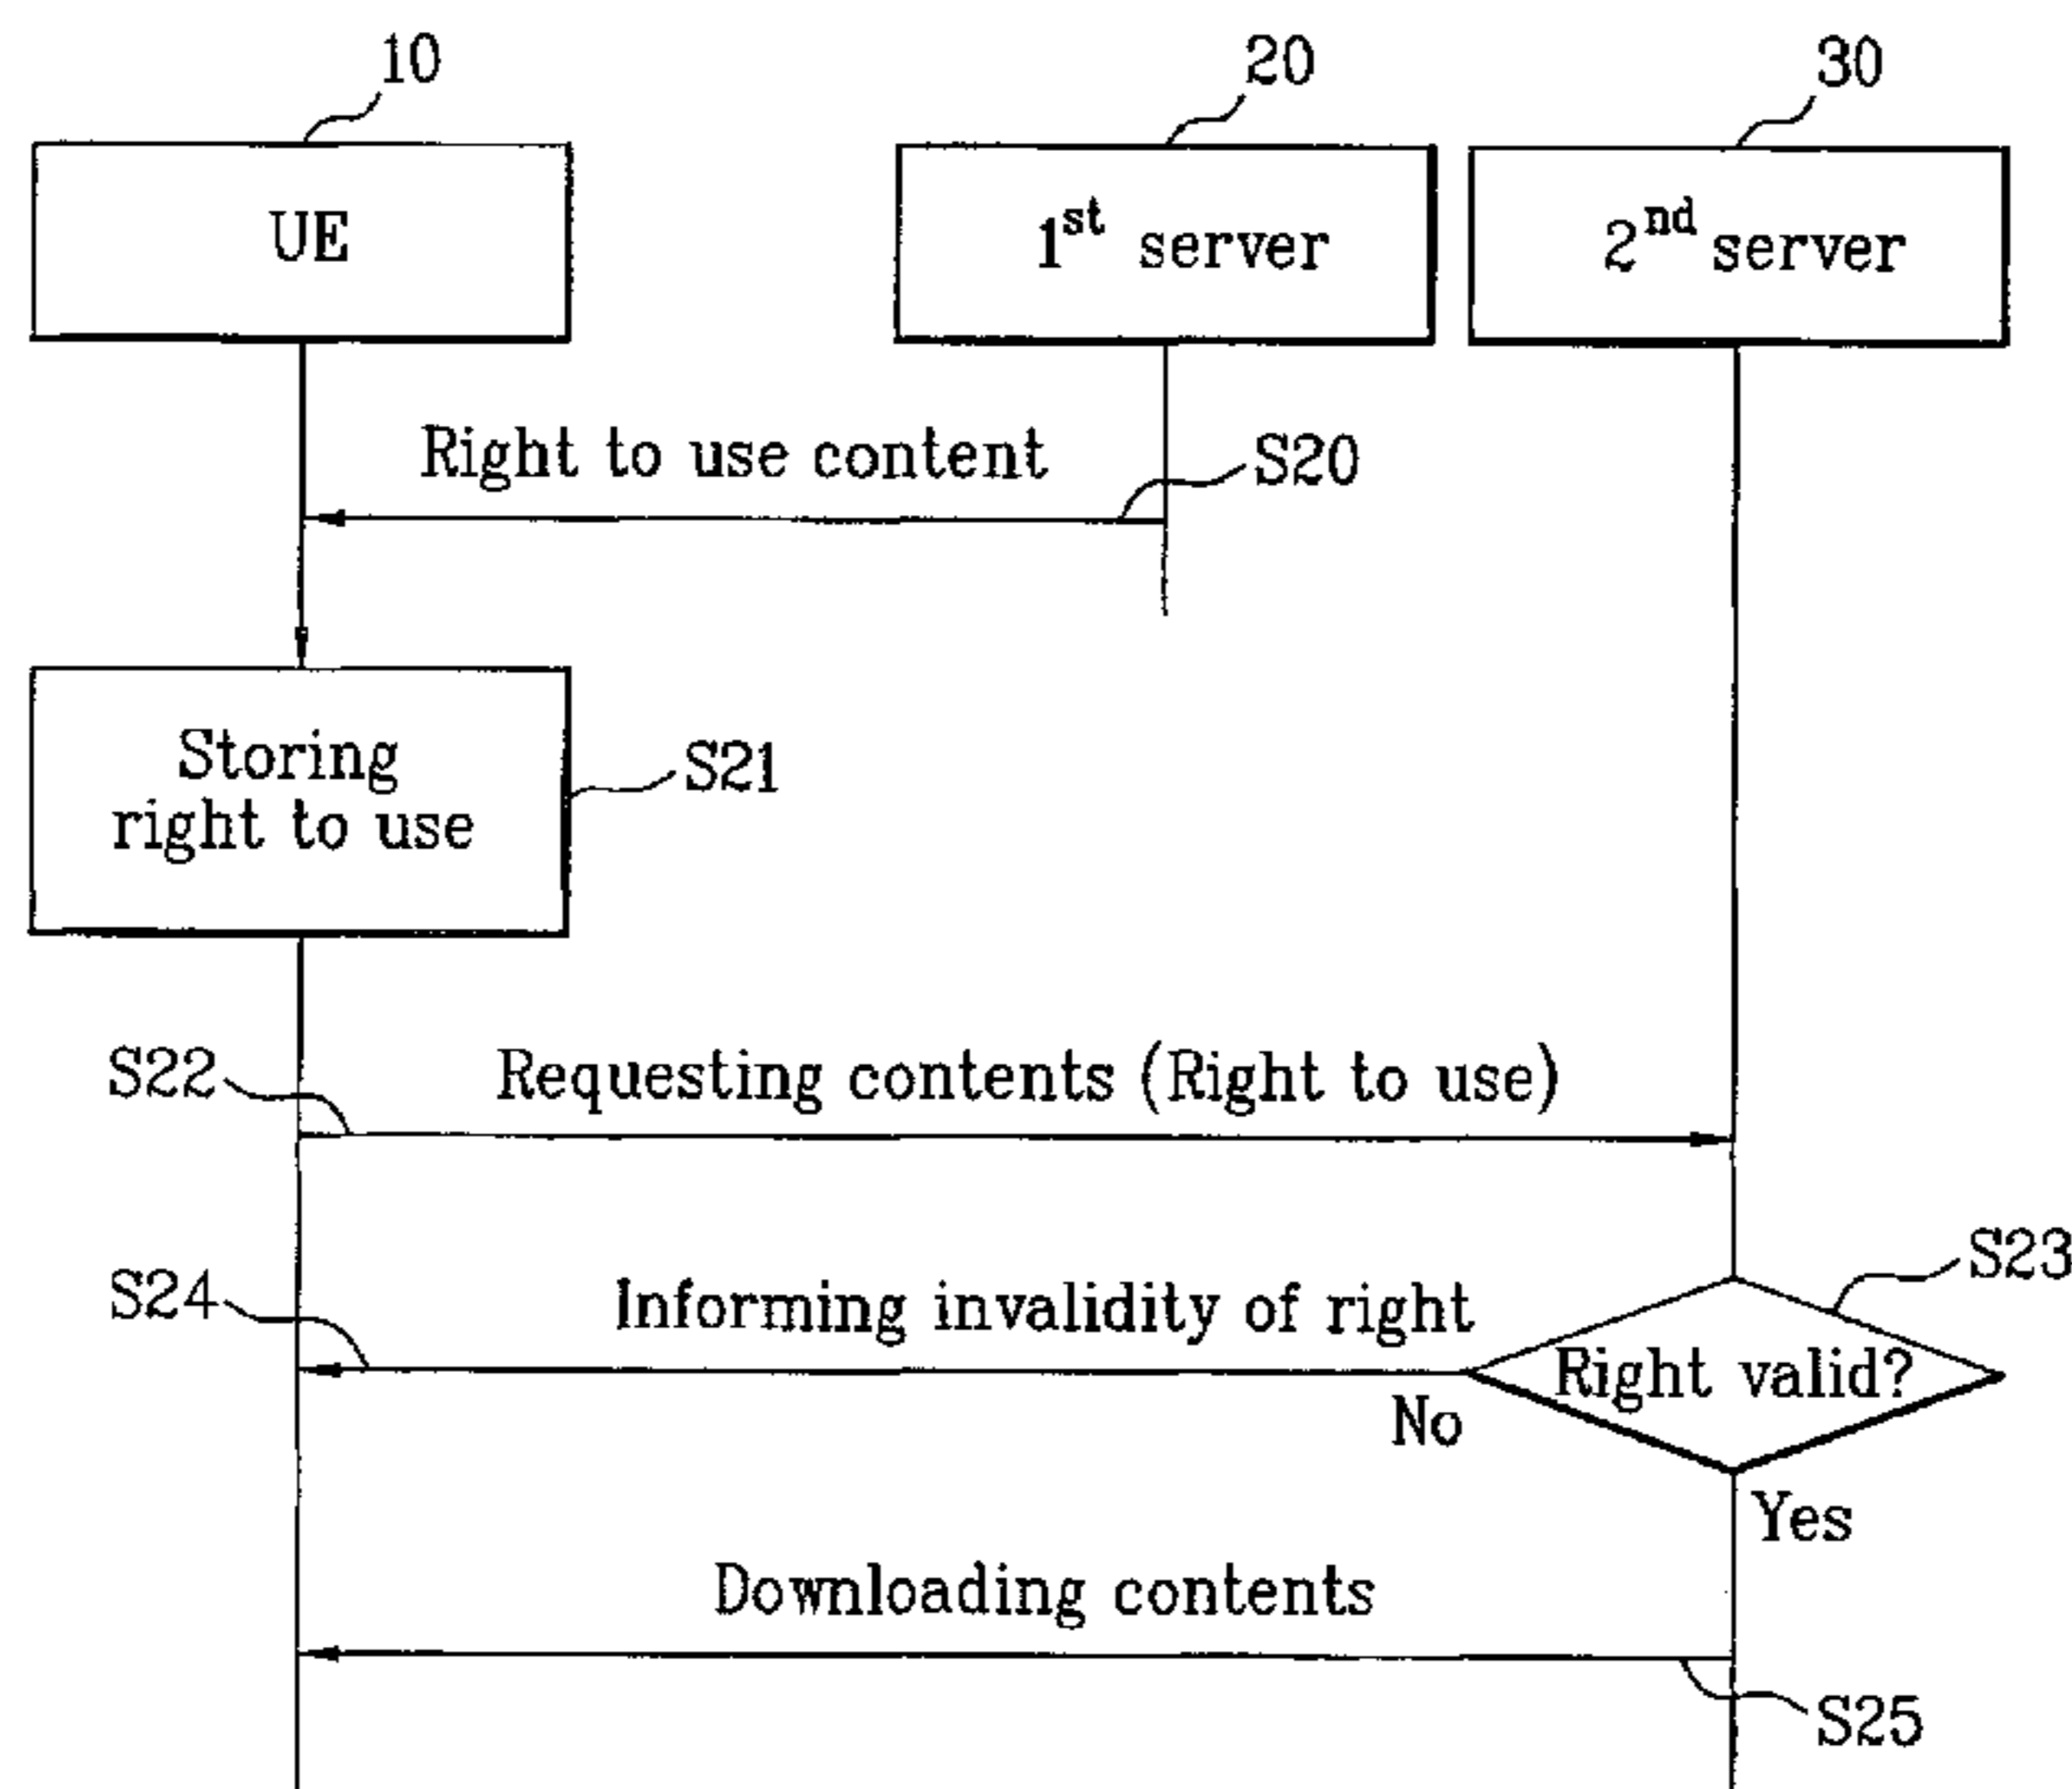 10
20
30
UE
1st server
2nd server
Right to use content
S20
Storing
right to use
S21
S22
Requesting contents (Right to use)
S23
S24
Informing invalidity of right
Right valid?
No
Yes
Downloading contents
S25